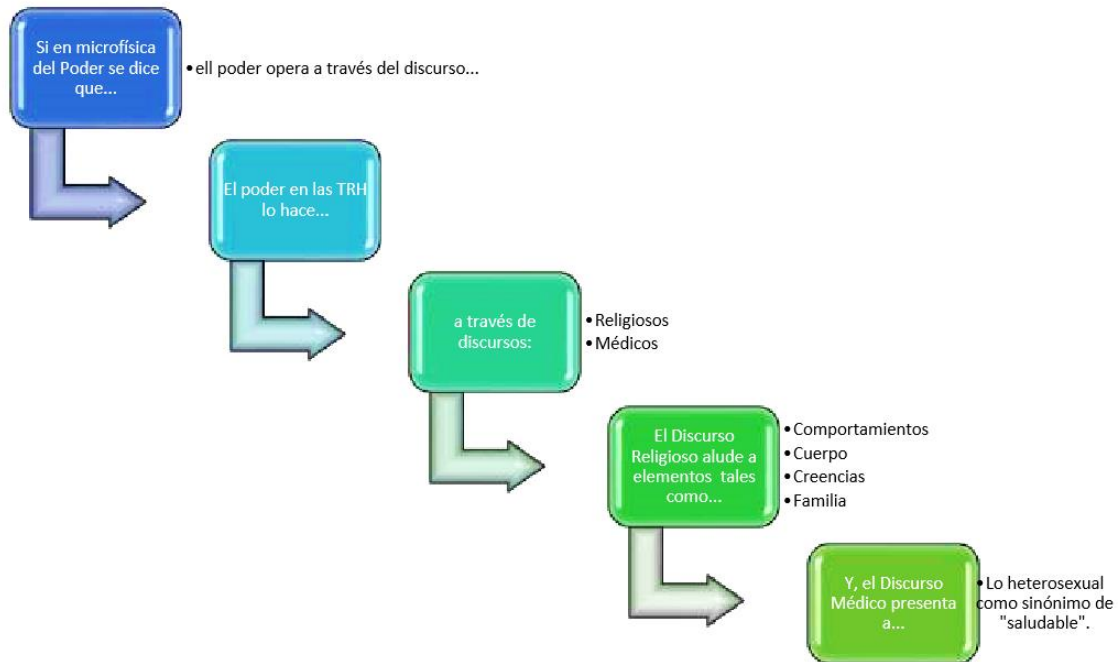 Si en microfísica
del Poder se dice
que...
•ell poder opera a través del discurso...
El poder en las TRH
lo hace...
a través de
discursos:
•Religiosos
•Médicos
El Discurso
Religioso alude a
elementos tales
como...
•Comportamientos
•Cuerpo
•Creencias
•Familia
Y, el Discurso
Médico presenta
a...
•Lo heterosexual
como sinónimo de
"saludable".